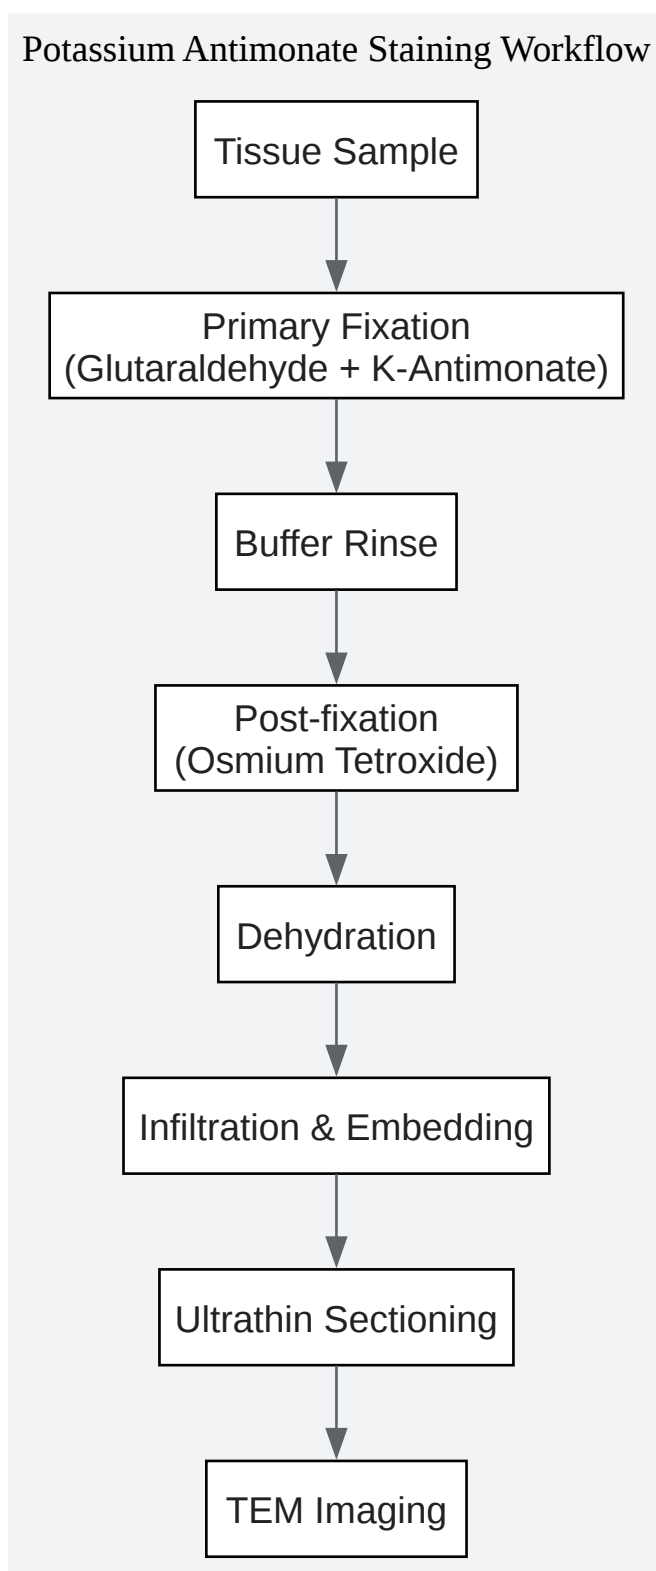 Potassium Antimonate Staining Workflow
Tissue Sample
Primary Fixation
(Glutaraldehyde + K-Antimonate)
Buffer Rinse
Post-fixation
(Osmium Tetroxide)
Dehydration
Infiltration & Embedding
Ultrathin Sectioning
TEM Imaging